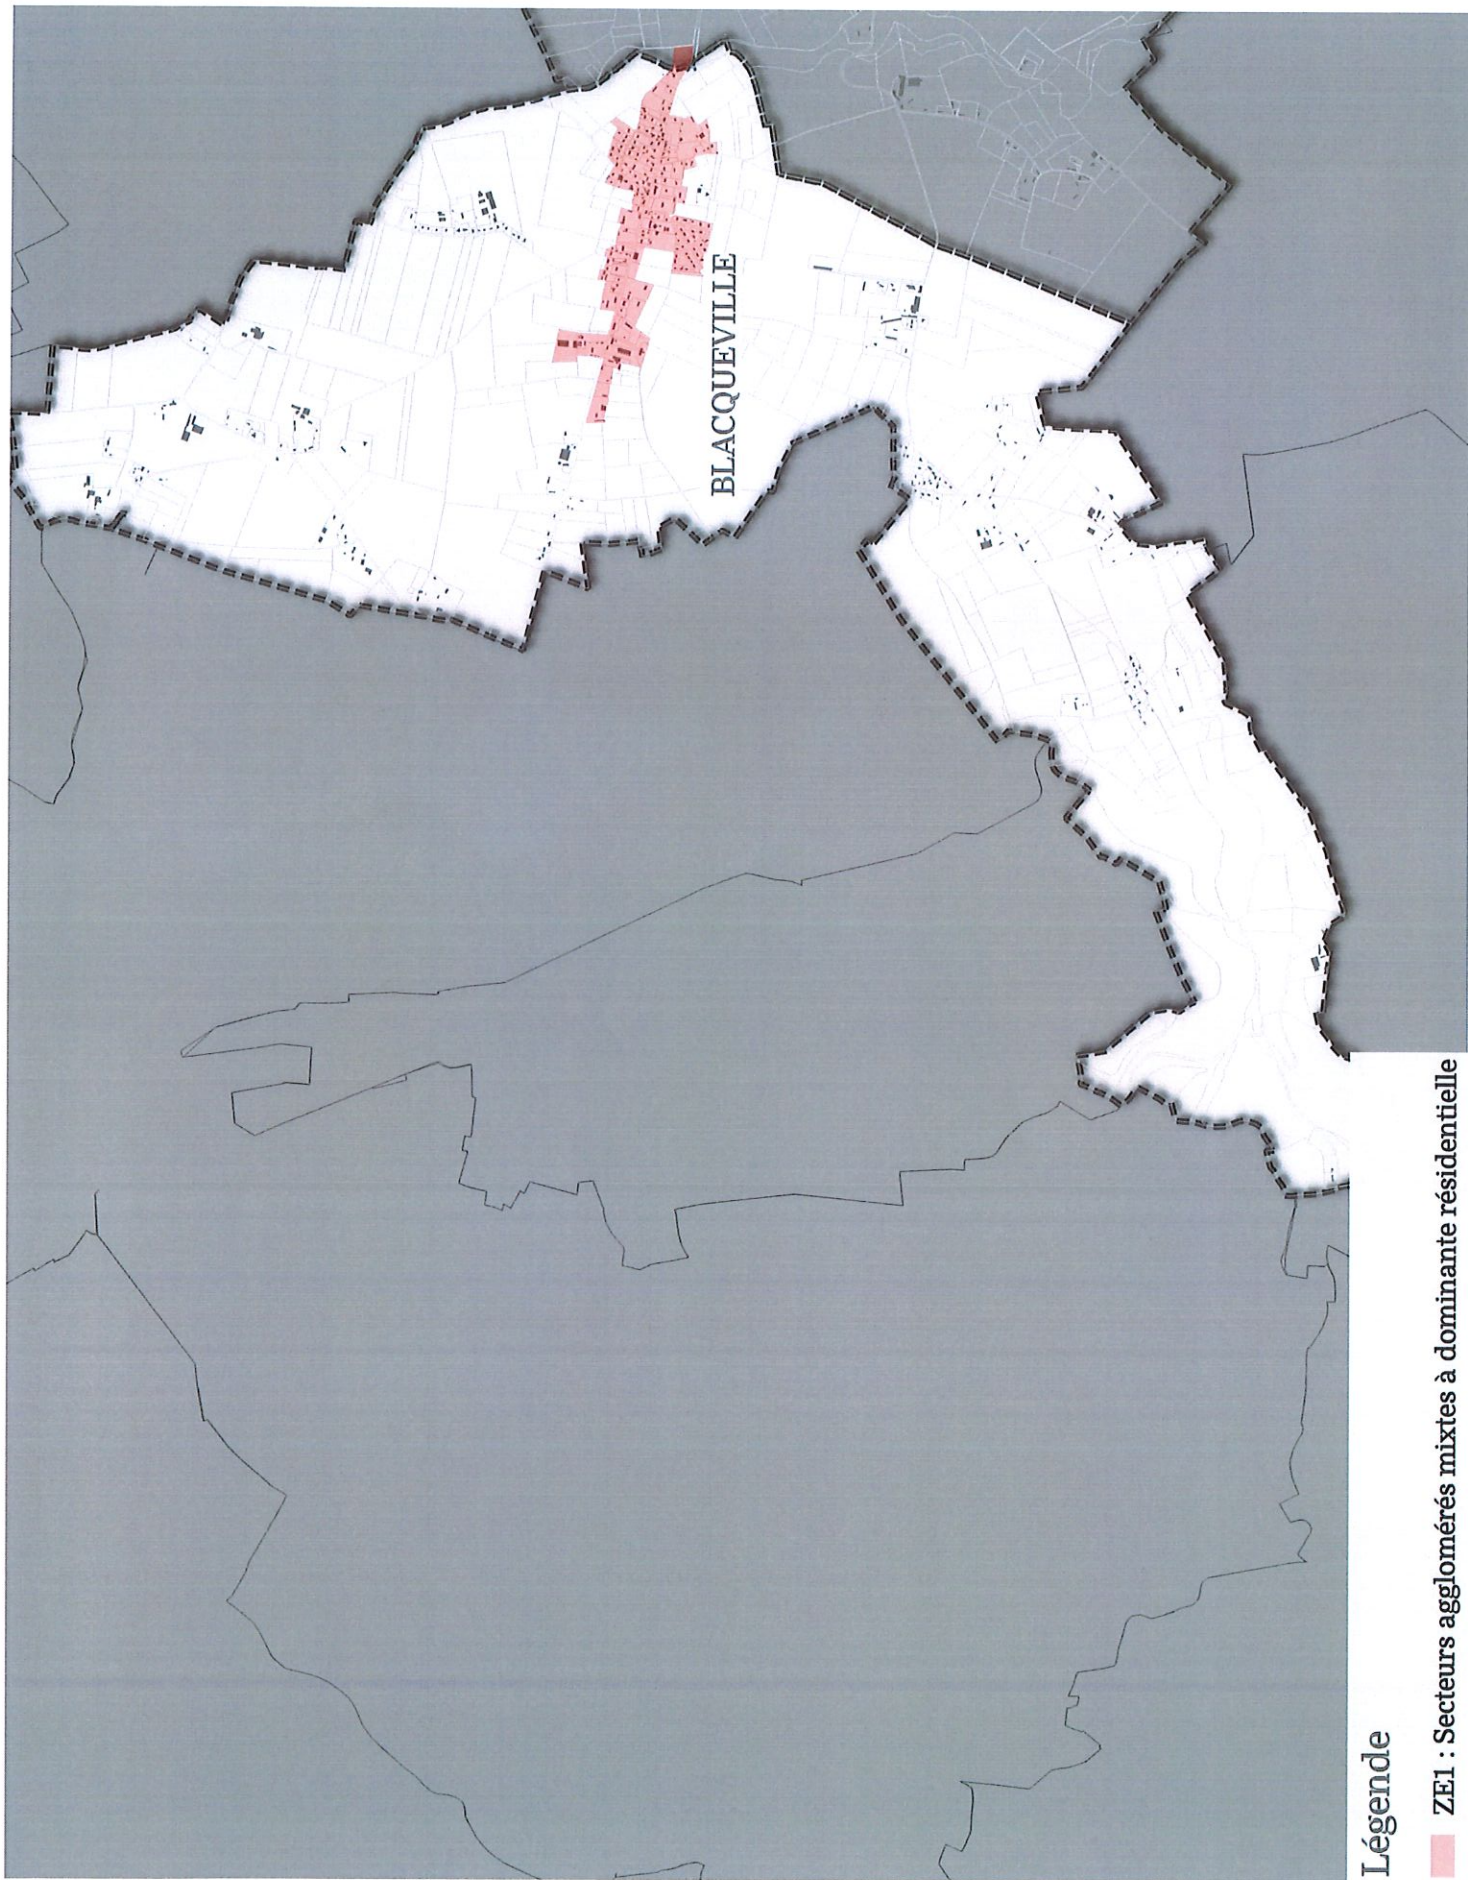 BLACQUEVILLE
Légende
ZE1 : Secteurs agglomérés mixtes à dominante résidentielle